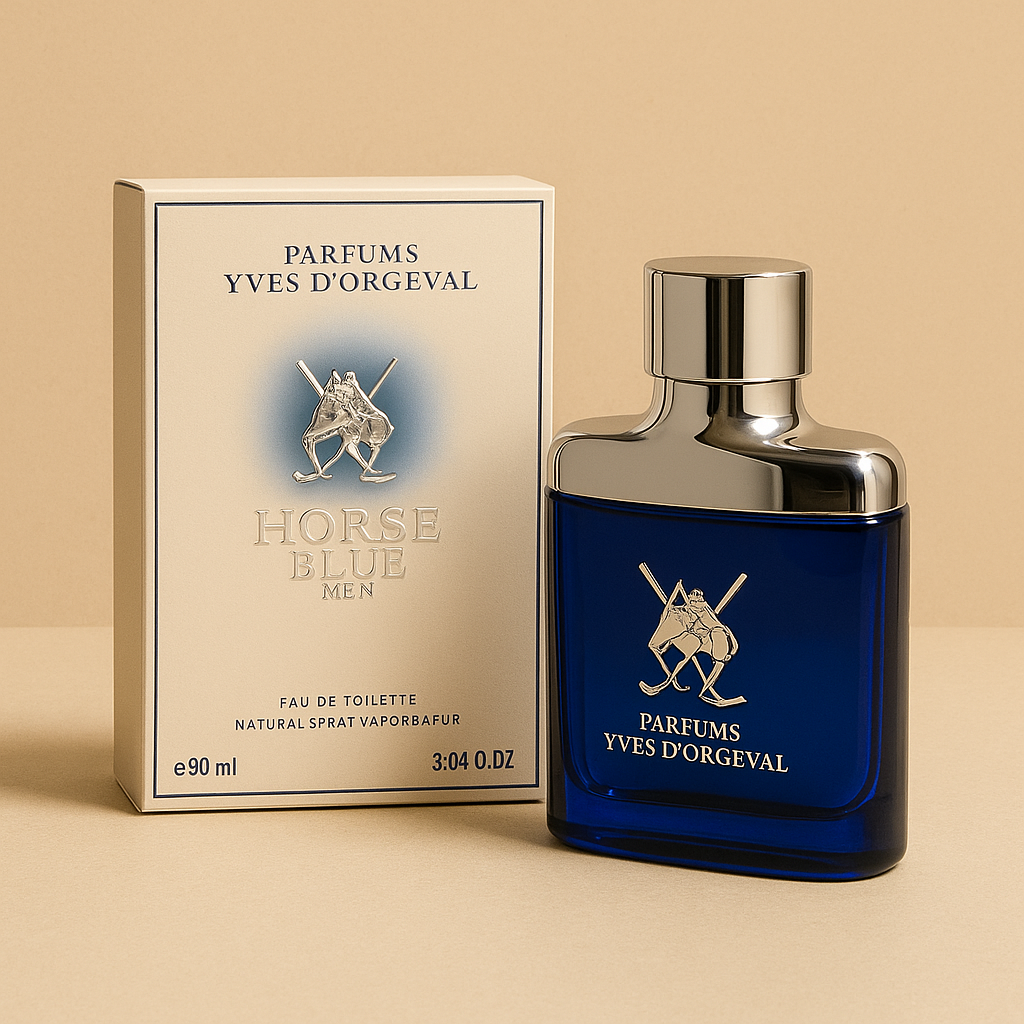 PARFUMS
YVES D'ORGEVAL
HORSE
BLUE
MEN
EAU DE TOILETTE
NATURAL SPRAT VAPORBAFUR
e90 ml
3:04 O.DZ
PARFUMS
YVES D'ORGEVAL